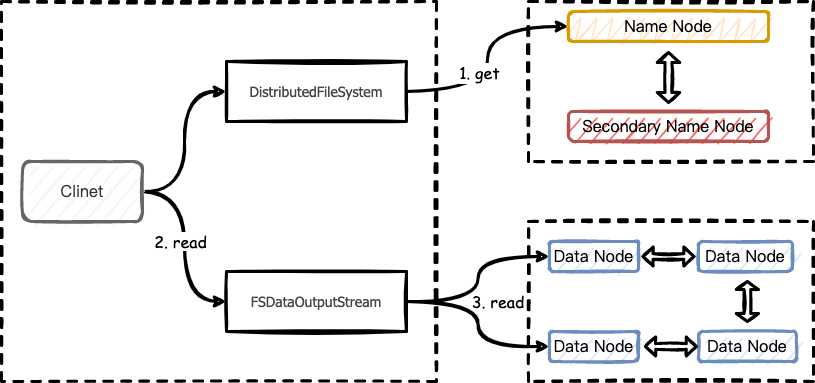 Name Node
1. get
DistributedFileSystem
Secondary Name Node
Clinet
2. read
Data Node
Data Node
FSDataOutputStream
3. read
Data Node
Data Node